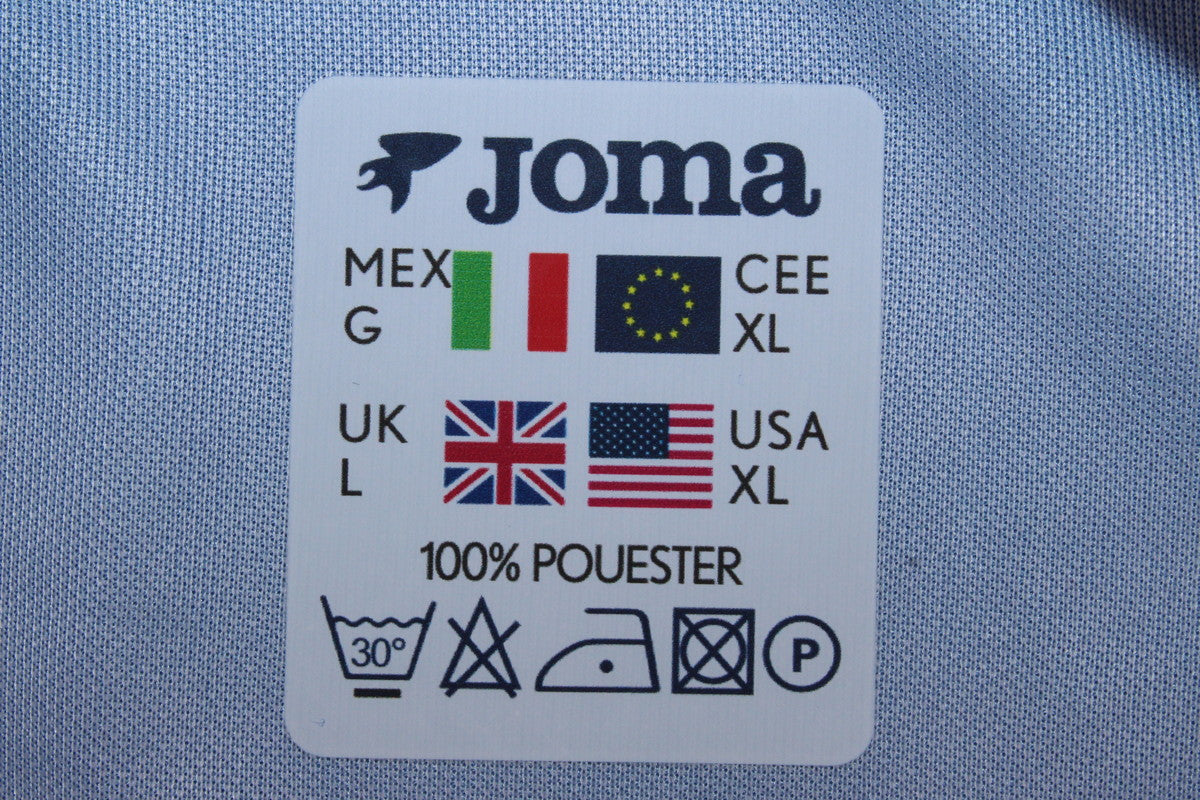 Joma
MEX CEE
G XL
UK USA
L XL
100% POUESTER
30°
P